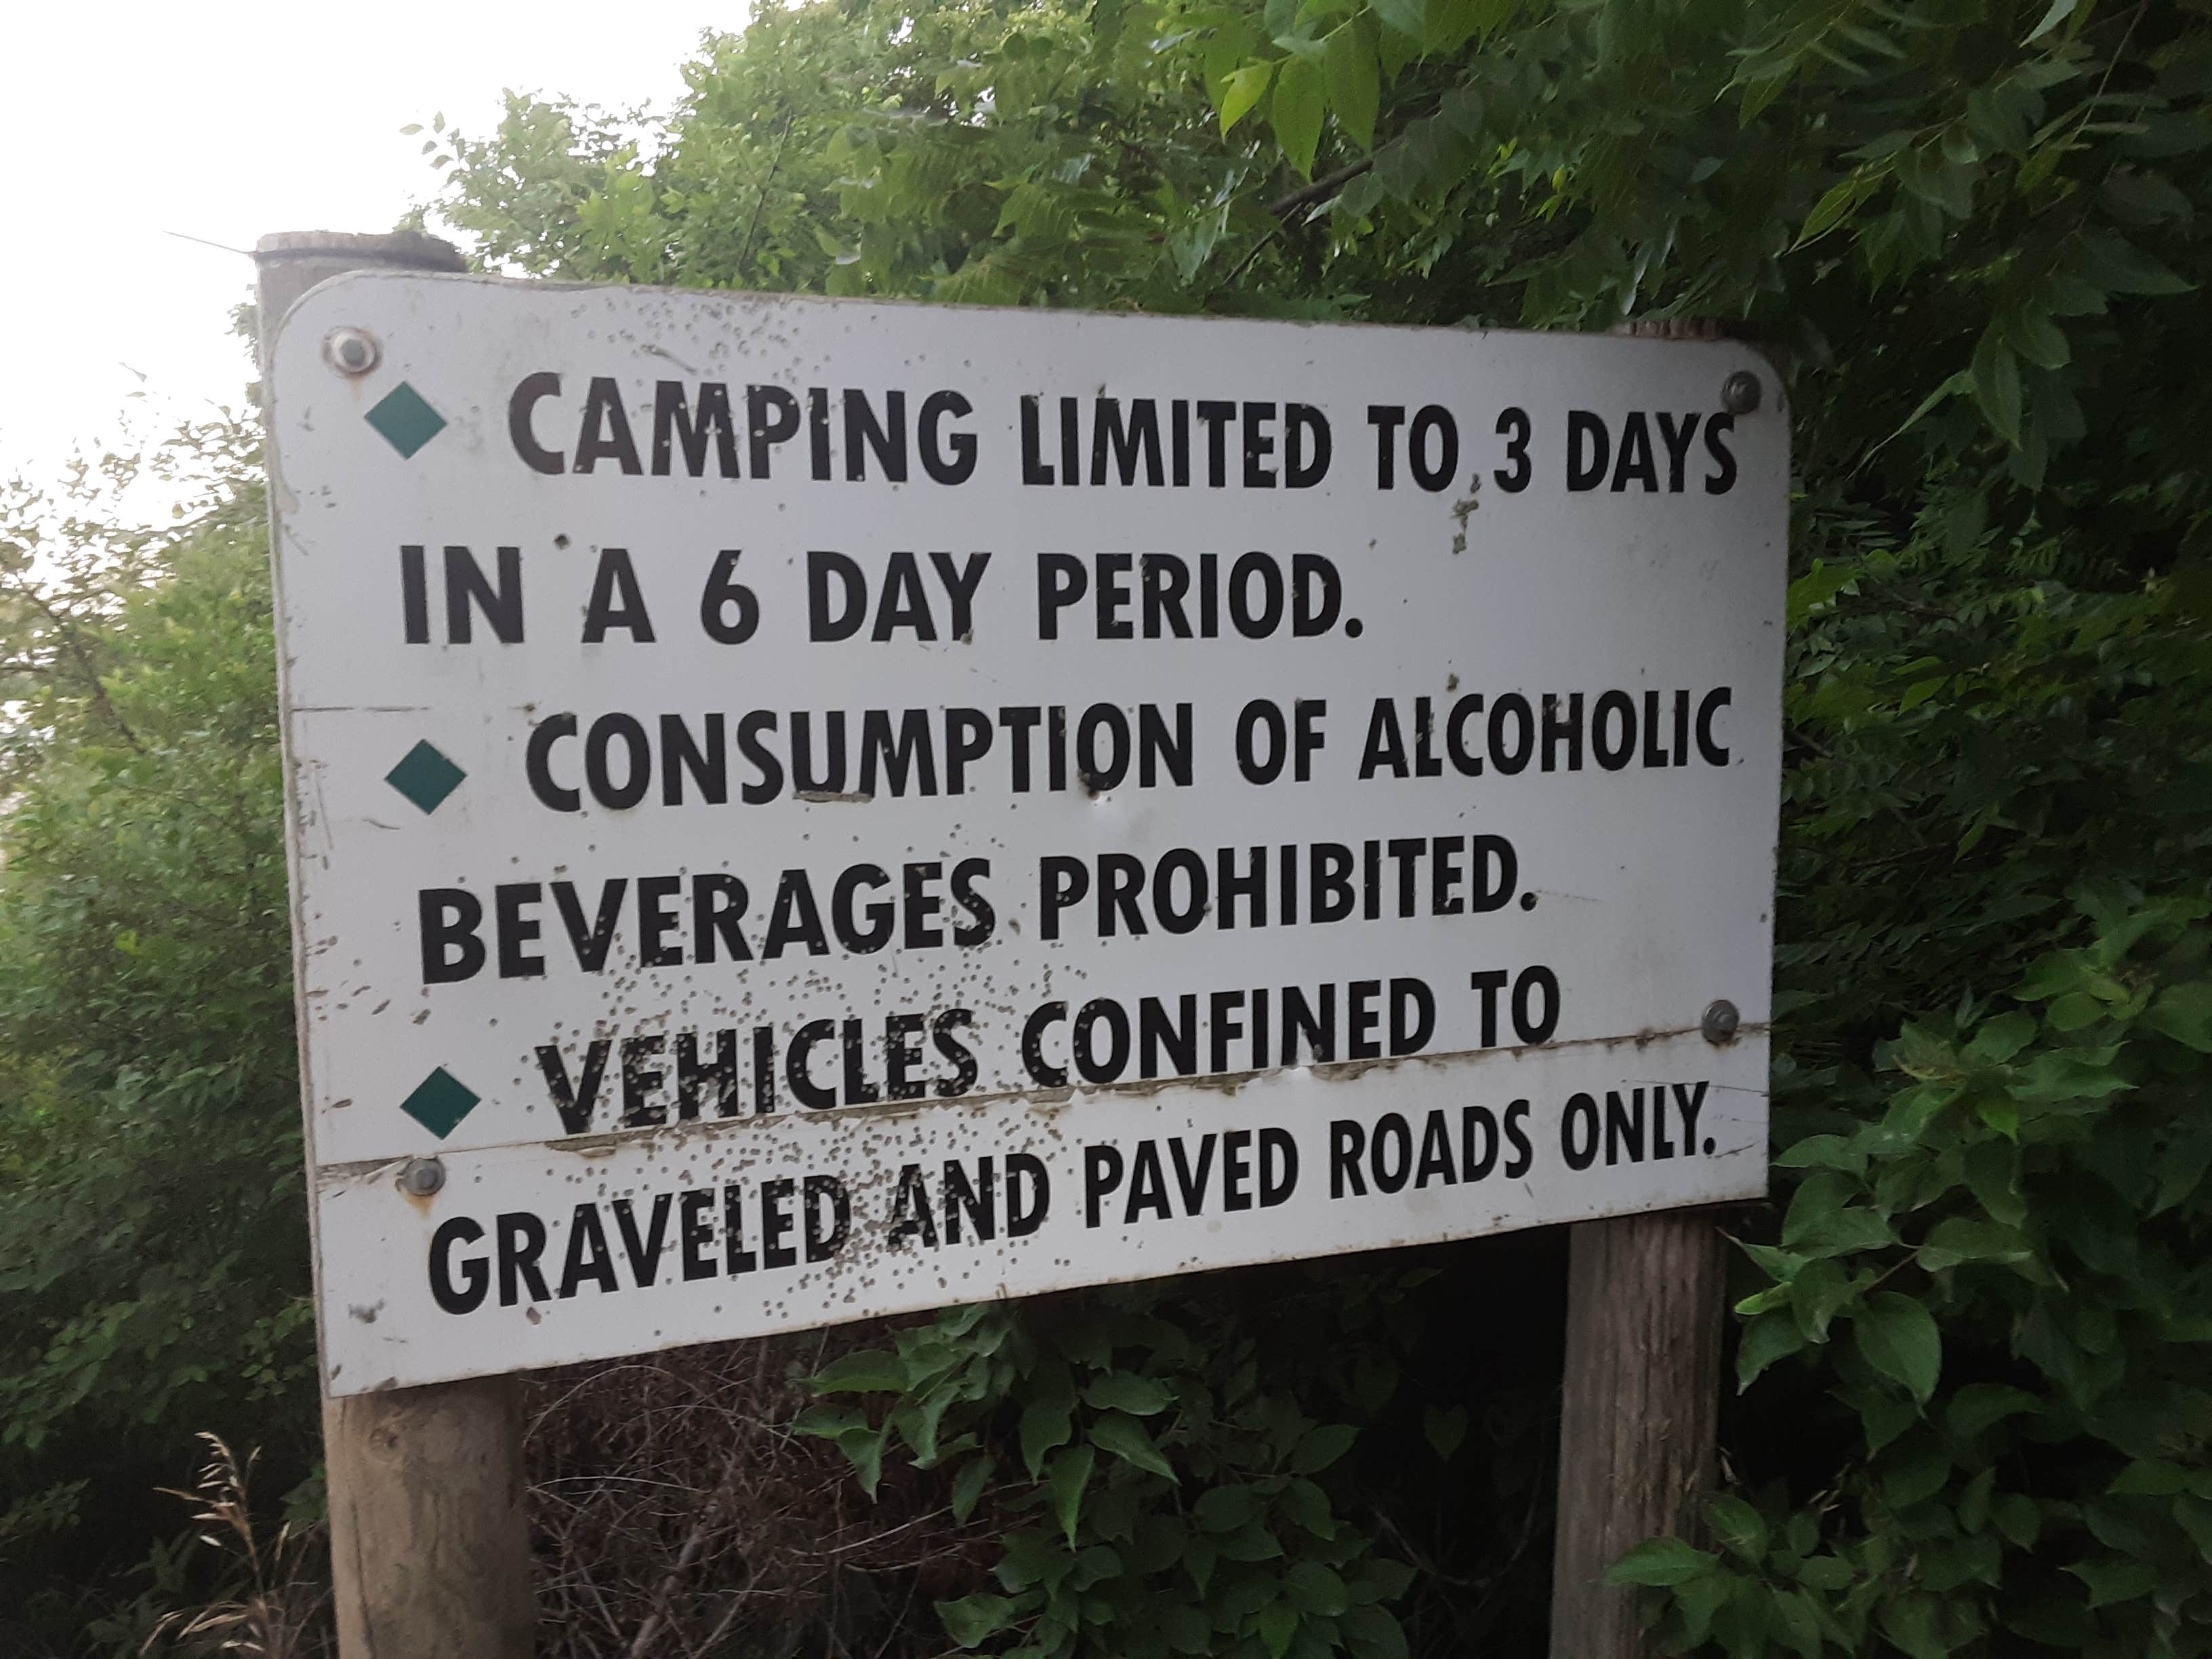 CAMPING LIMITED TO 3 DAYS
IN A 6 DAY PERIOD.
CONSUMPTION OF ALCOHOLIC
BEVERAGES PROHIBITED.
VEHICLES CONFINED TO
GRAVELED AND PAVED ROADS ONLY.